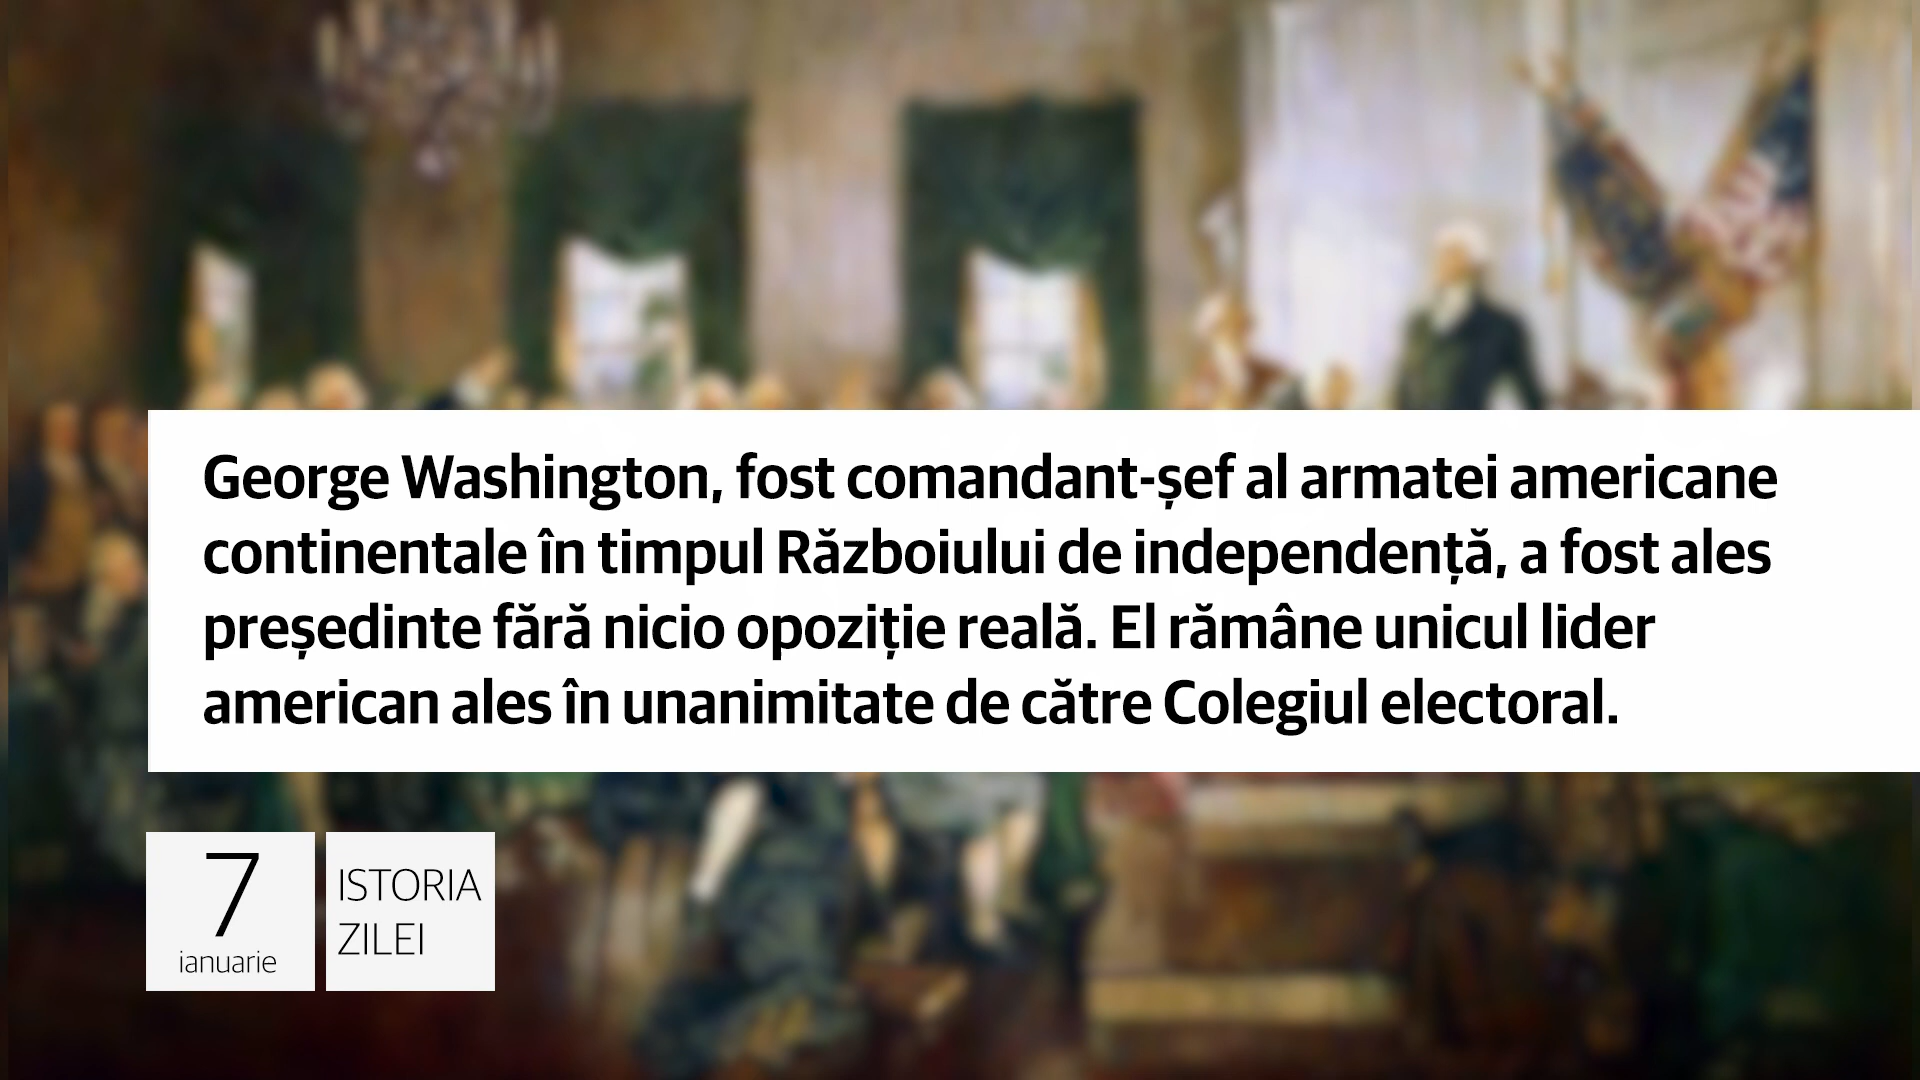 George Washington, fost comandant-șef al armatei americane
continentale în timpul Războiului de independență, a fost ales
președinte fără nicio opoziție reală. El rămâne unicul lider
american ales în unanimitate de către Colegiul electoral.
7
ianuarie
ISTORIA
ZILEI